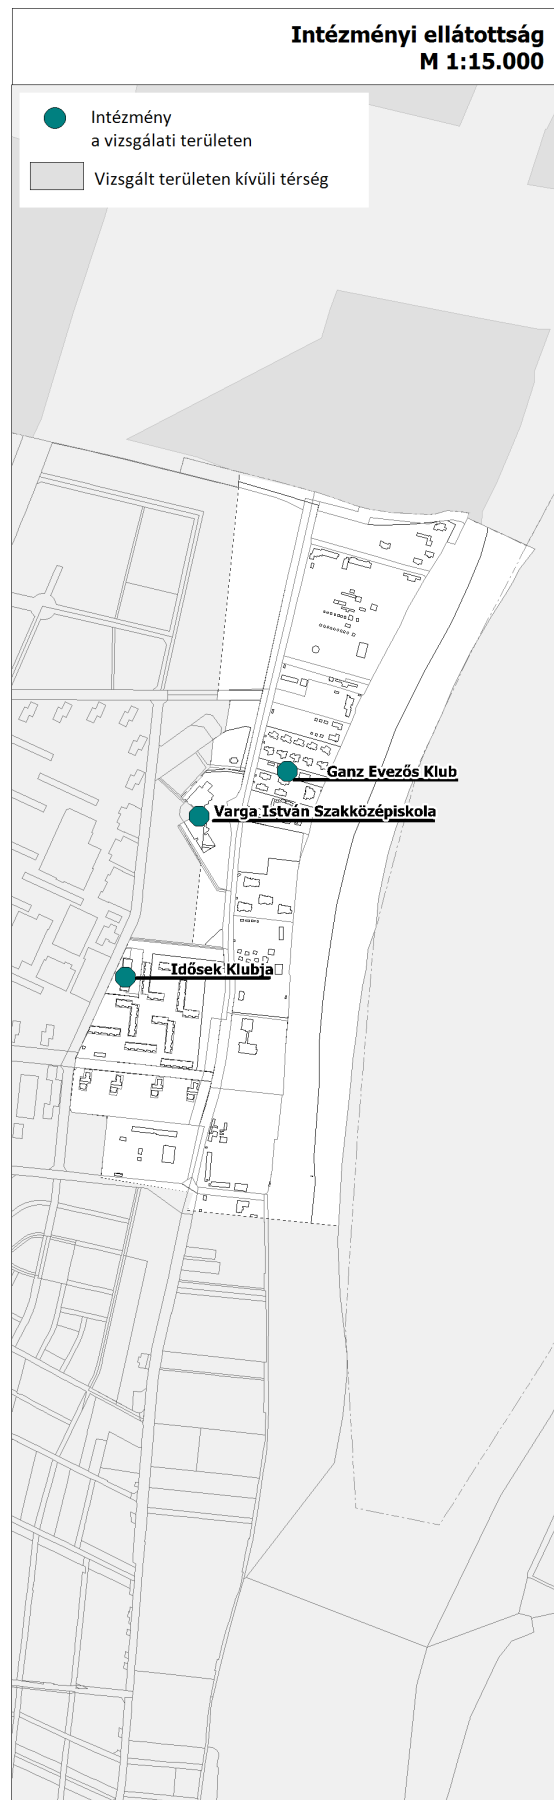 Intézményi ellátottság
M 1:15.000
Intézmény
a vizsgálati területen
Vizsgált területen kívüli térség
Ganz Evezős Klub
Varga István Szakközépiskola
Idősek Klubja